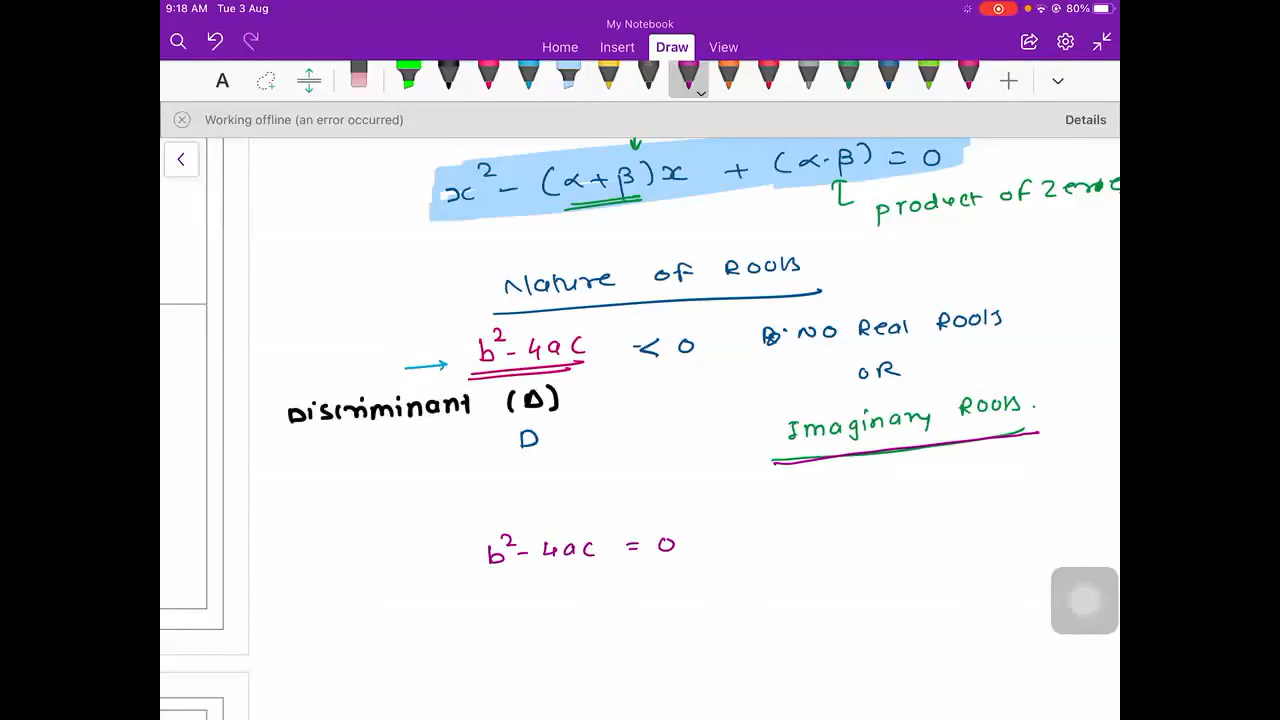 9:18 AM Tue 3 Aug
80%
My Notebook
Home Insert Draw View
A
Working offline (an error occurred) Details
x² - (α + β)x + (α·β) = 0
product of Zeroe
Nature of Roots
b² - 4ac < 0 No Real Roots
OR
Discriminant (Δ) Imaginary Roots.
D
b² - 4ac = 0